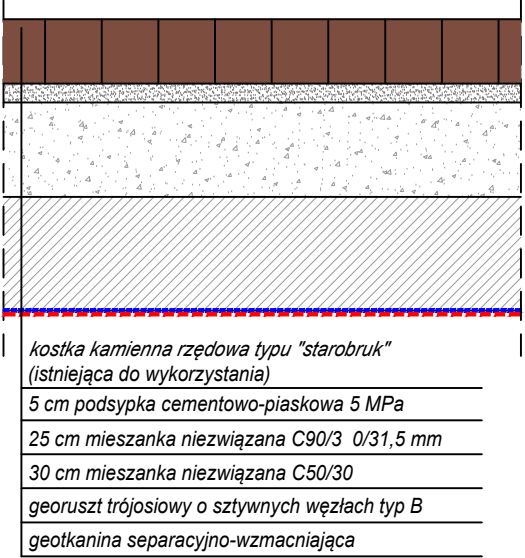 kostka kamienna rzędowa typu "starobruk"
(istniejąca do wykorzystania)
5 cm podsypka cementowo-piaskowa 5 MPa
25 cm mieszanka niezwiązana C90/3 0/31,5 mm
30 cm mieszanka niezwiązana C50/30
georuszt trójosiowy o sztywnych węzłach typ B
geotkanina separacyjno-wzmacniająca